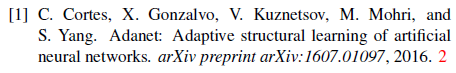 [1] C. Cortes, X. Gonzalvo, V. Kuznetsov, M. Mohri, and
S. Yang. Adanet: Adaptive structural learning of artificial
neural networks. arXiv preprint arXiv:1607.01097, 2016. 2